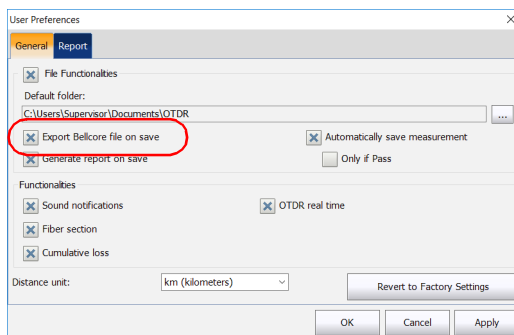 User Preferences
General Report
File Functionalities
Default folder:
C:\Users\Supervisor\Documents\OTDR ...
Export Bellcore file on save Automatically save measurement
Generate report on save Only if Pass
Functionalities
Sound notifications OTDR real time
Fiber section
Cumulative loss
Distance unit: km (kilometers) Revert to Factory Settings
OK Cancel Apply